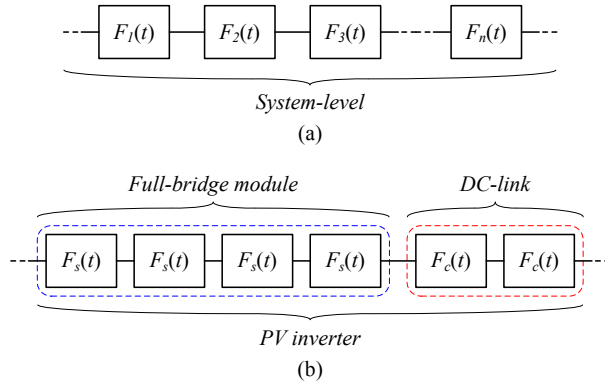 F1(t) F2(t) F3(t) Fn(t)
System-level
(a)
Full-bridge module DC-link
Fs(t) Fs(t) Fs(t) Fs(t) Fc(t) Fc(t)
PV inverter
(b)